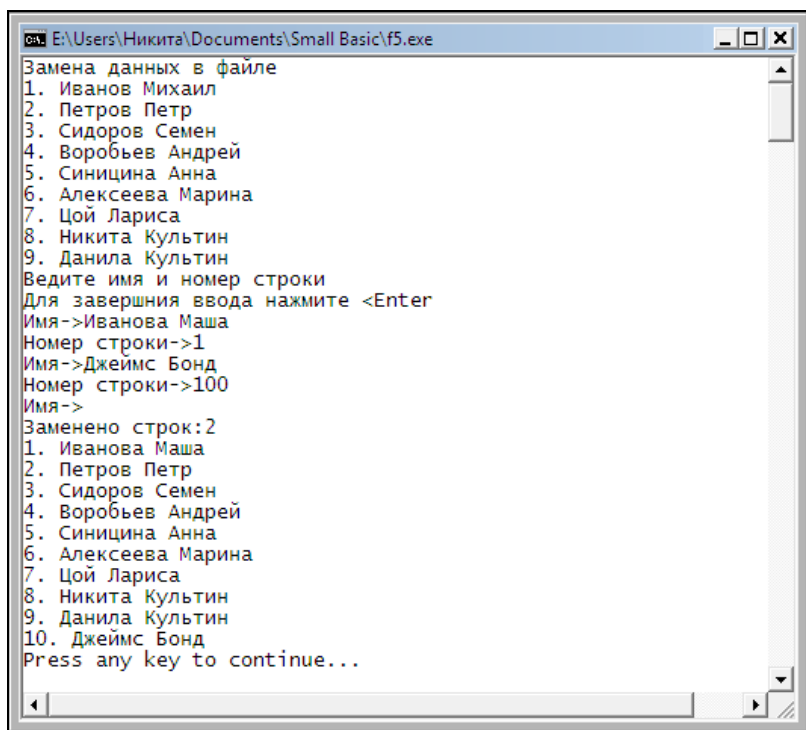 E:\Users\Никита\Documents\Small Basic\f5.exe
Замена данных в файле
1. Иванов Михаил
2. Петров Петр
3. Сидоров Семен
4. Воробьев Андрей
5. Синицина Анна
6. Алексеева Марина
7. Цой Лариса
8. Никита Культин
9. Данила Культин
Ведите имя и номер строки
Для завершния ввода нажмите <Enter
Имя->Иванова Маша
Номер строки->1
Имя->Джеймс Бонд
Номер строки->100
Имя->
Заменено строк:2
1. Иванова Маша
2. Петров Петр
3. Сидоров Семен
4. Воробьев Андрей
5. Синицина Анна
6. Алексеева Марина
7. Цой Лариса
8. Никита Культин
9. Данила Культин
10. Джеймс Бонд
Press any key to continue...